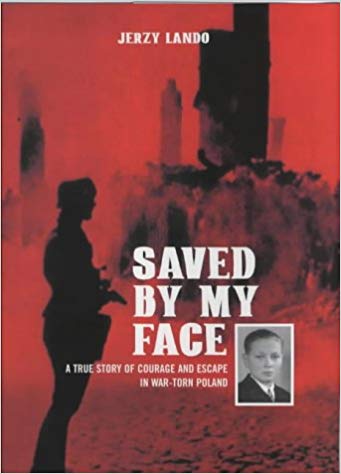 JERZY LANDO
SAVED
BY MY
FACE
A TRUE STORY OF COURAGE AND ESCAPE
IN WAR-TORN POLAND